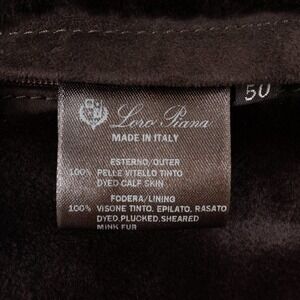 50
Loro Piana
MADE IN ITALY
ESTERNO/OUTER
100% PELLE VITELLO TINTO
DYED CALF SKIN
FODERA/LINING
100% VISONE TINTO, EPILATO, RASATO
DYED,PLUCKED,SHEARED
MINK FUR